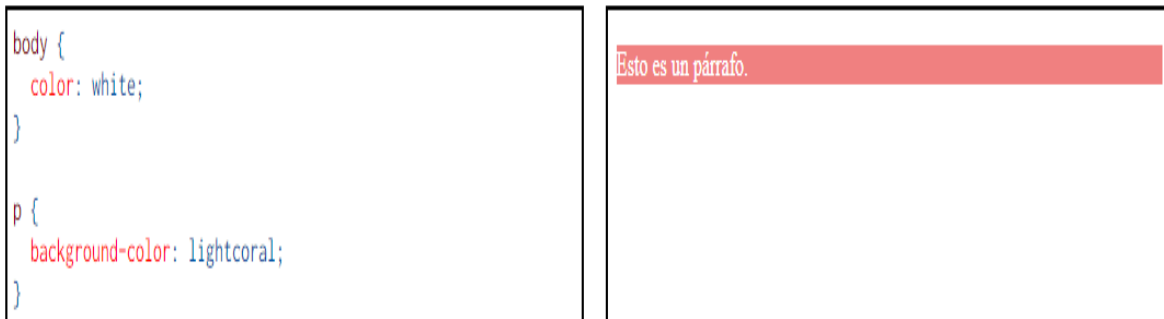 body {
  color: white;
}
p {
  background-color: lightcoral;
}
Esto es un párrafo.